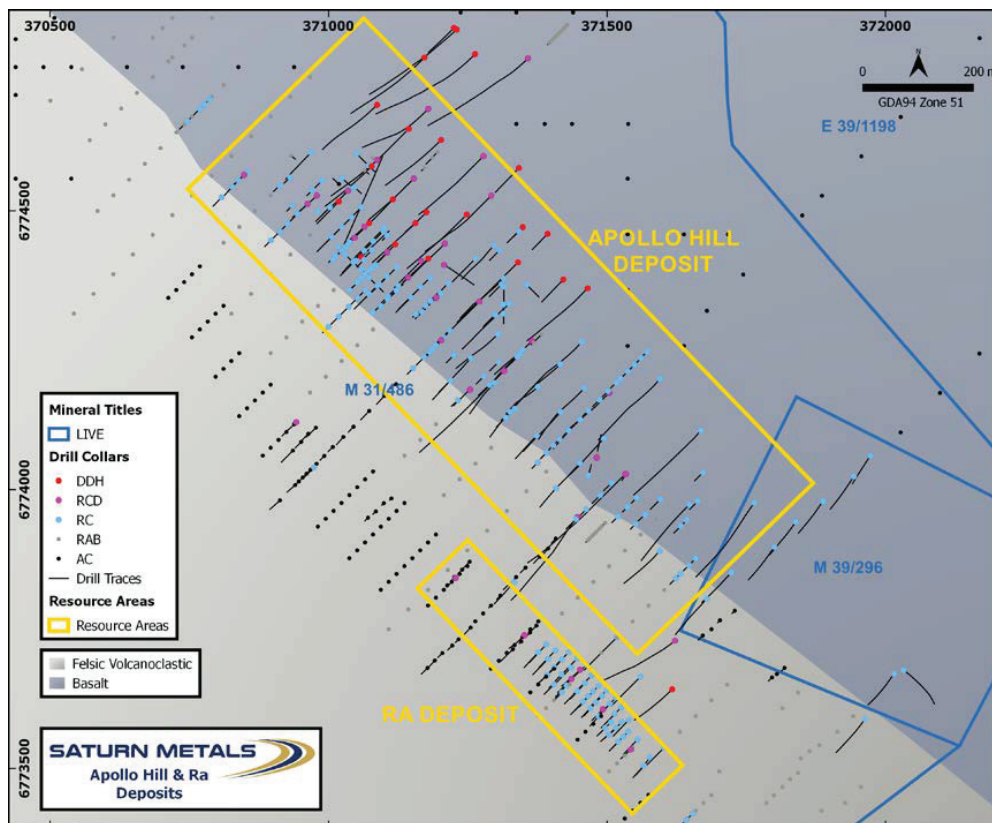 370500
371000
371500
372000
0
N
200 m
GDA94 Zone 51
E 39/1198
6774500
APOLLO HILL
DEPOSIT
M 31/486
Mineral Titles
LIVE
Drill Collars
DDH
RCD
RC
RAB
AC
Drill Traces
Resource Areas
Resource Areas
6774000
M 39/296
Felsic Volcanoclastic
Basalt
RA DEPOSIT
SATURN METALS
Apollo Hill & Ra
Deposits
6773500